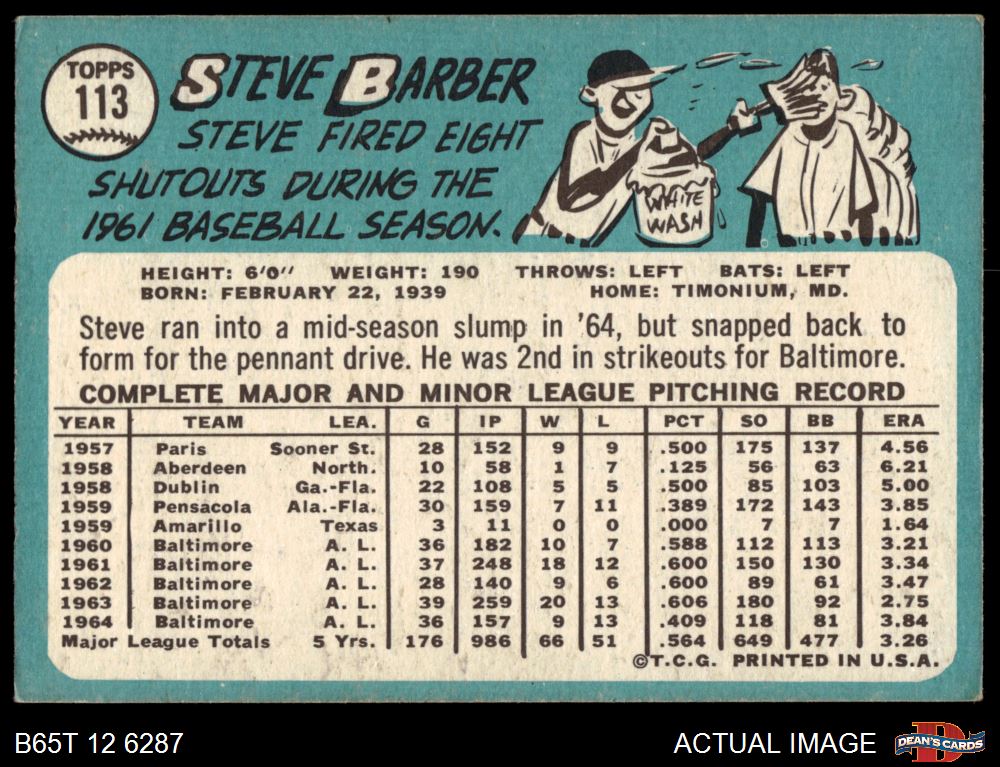 TOPPS
113
STEVE BARBER
STEVE FIRED EIGHT
SHUTOUTS DURING THE
1961 BASEBALL SEASON.
WHITE
WASH
HEIGHT: 6'0" WEIGHT: 190 THROWS: LEFT BATS: LEFT
BORN: FEBRUARY 22, 1939 HOME: TIMONIUM, MD.
Steve ran into a mid-season slump in '64, but snapped back to
form for the pennant drive. He was 2nd in strikeouts for Baltimore.
COMPLETE MAJOR AND MINOR LEAGUE PITCHING RECORD
YEAR TEAM LEA. G IP W L PCT SO BB ERA
1957 Paris Sooner St. 28 152 9 9 .500 175 137 4.56
1958 Aberdeen North. 10 58 1 7 .125 56 63 6.21
1958 Dublin Ga.-Fla. 22 108 5 5 .500 85 103 5.00
1959 Pensacola Ala.-Fla. 30 159 7 11 .389 172 143 3.85
1959 Amarillo Texas 3 11 0 0 .000 7 7 1.64
1960 Baltimore A. L. 36 182 10 7 .588 112 113 3.21
1961 Baltimore A. L. 37 248 18 12 .600 150 130 3.34
1962 Baltimore A. L. 28 140 9 6 .600 89 61 3.47
1963 Baltimore A. L. 39 259 20 13 .606 180 92 2.75
1964 Baltimore A. L. 36 157 9 13 .409 118 81 3.84
Major League Totals 5 Yrs. 176 986 66 51 .564 649 477 3.26
©T.C.G. PRINTED IN U.S.A.
B65T 12 6287
ACTUAL IMAGE
D
DEAN'S CARDS